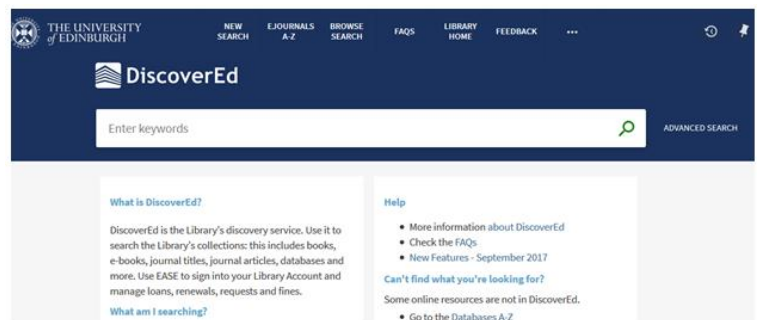 THE UNIVERSITY
of EDINBURGH
NEW
SEARCH
EJOURNALS
A-Z
BROWSE
SEARCH
FAQS
LIBRARY
HOME
FEEDBACK
...
DiscoverEd
Enter keywords
ADVANCED SEARCH
What is DiscoverEd?
DiscoverEd is the Library's discovery service. Use it to
search the Library's collections: this includes books,
e-books, journal titles, journal articles, databases and
more. Use EASE to sign into your Library Account and
manage loans, renewals, requests and fines.
What am I searching?
Help
• More information about DiscoverEd
• Check the FAQs
• New Features - September 2017
Can't find what you're looking for?
Some online resources are not in DiscoverEd.
• Go to the Databases A-Z